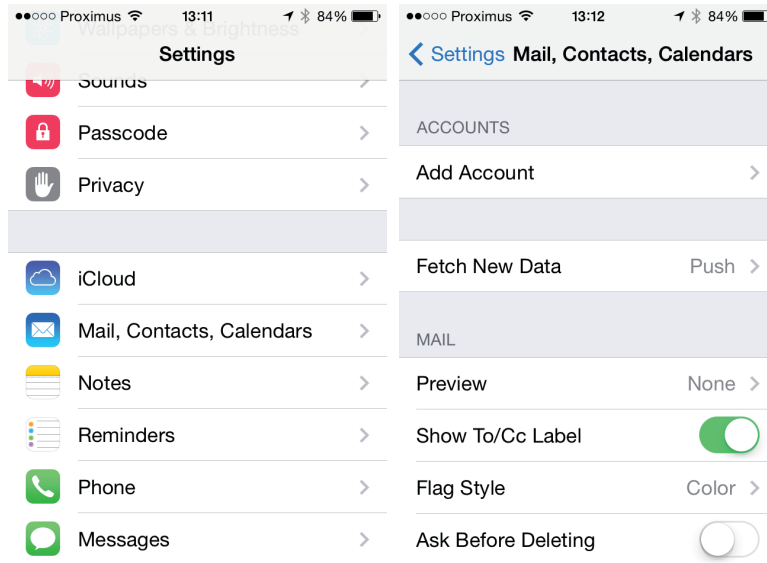 Proximus 13:11 84%
Wallpapers & Brightness
Settings
Sounds
Passcode
Privacy
iCloud
Mail, Contacts, Calendars
Notes
Reminders
Phone
Messages
Proximus 13:12 84%
Settings Mail, Contacts, Calendars
ACCOUNTS
Add Account
Fetch New Data Push
MAIL
Preview None
Show To/Cc Label
Flag Style Color
Ask Before Deleting